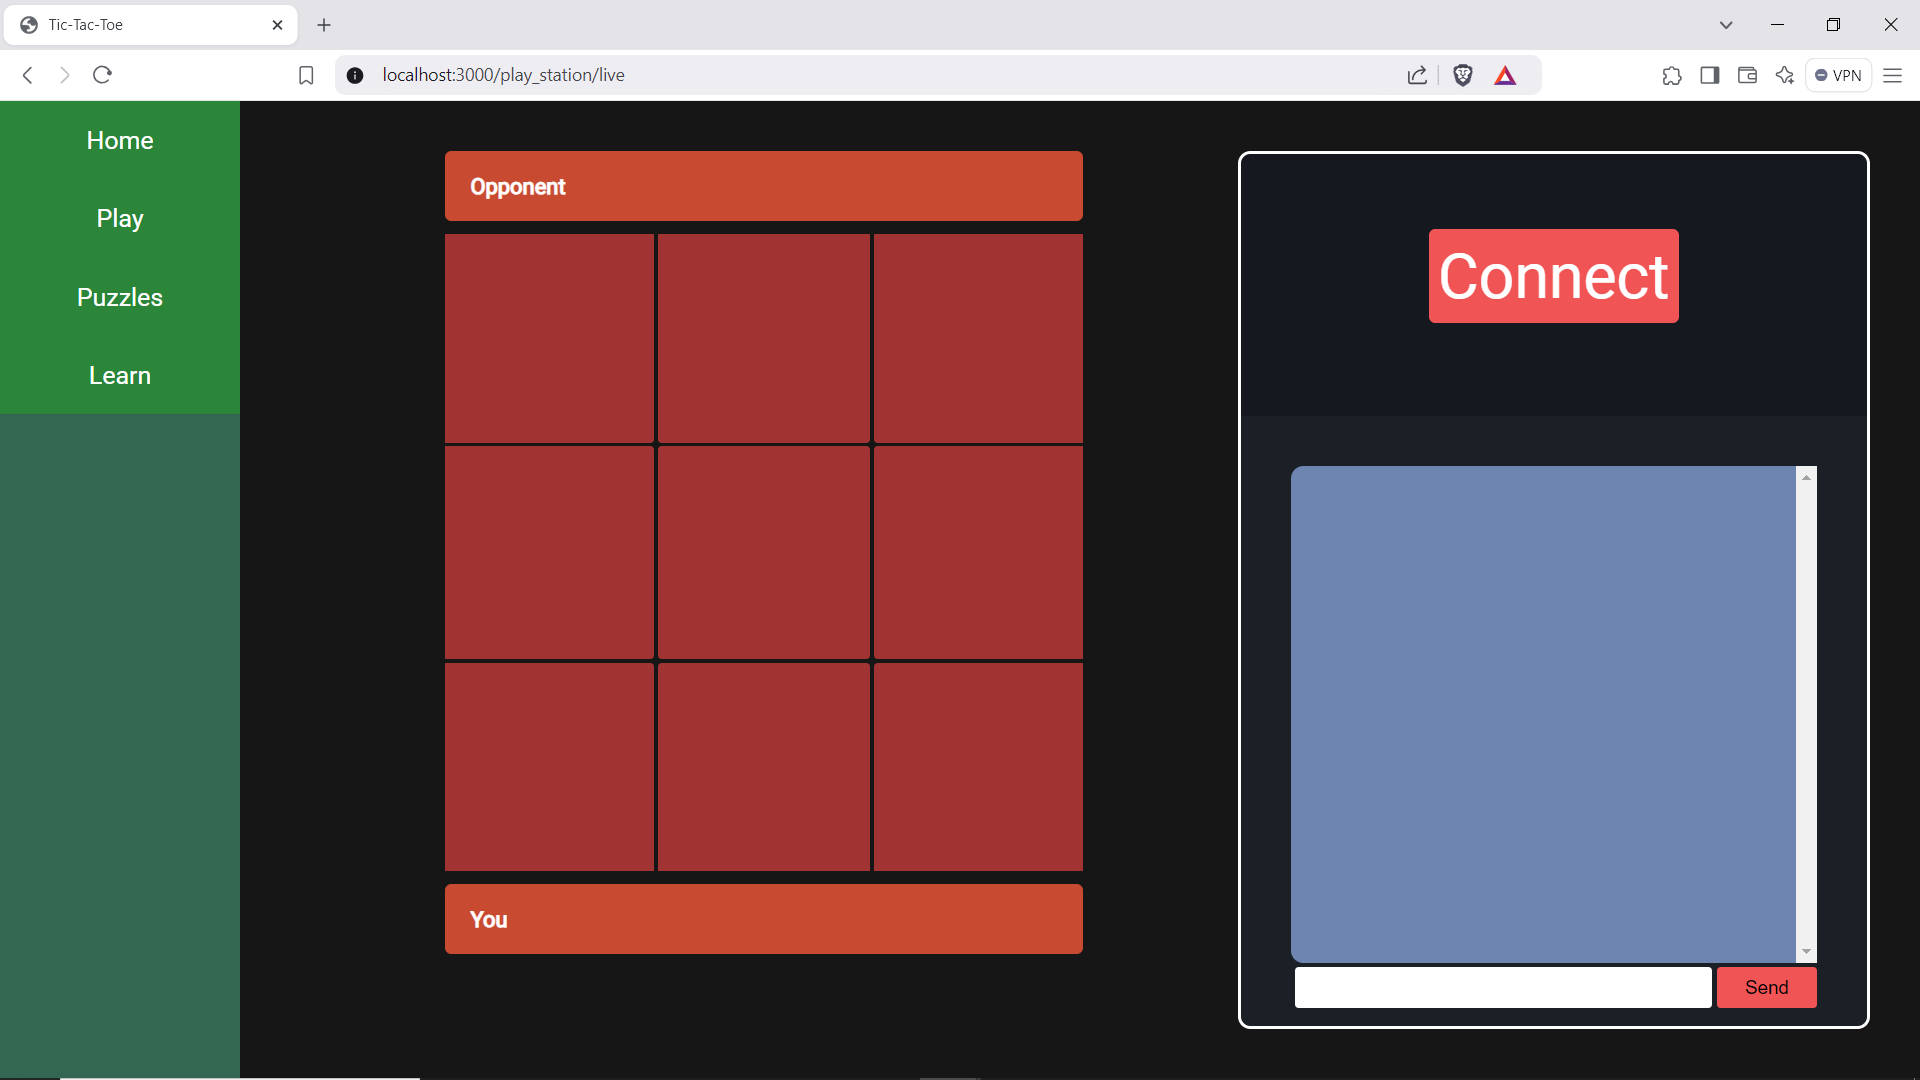 Tic-Tac-Toe
localhost:3000/play_station/live
VPN
Home
Play
Puzzles
Learn
Opponent
You
Connect
Send